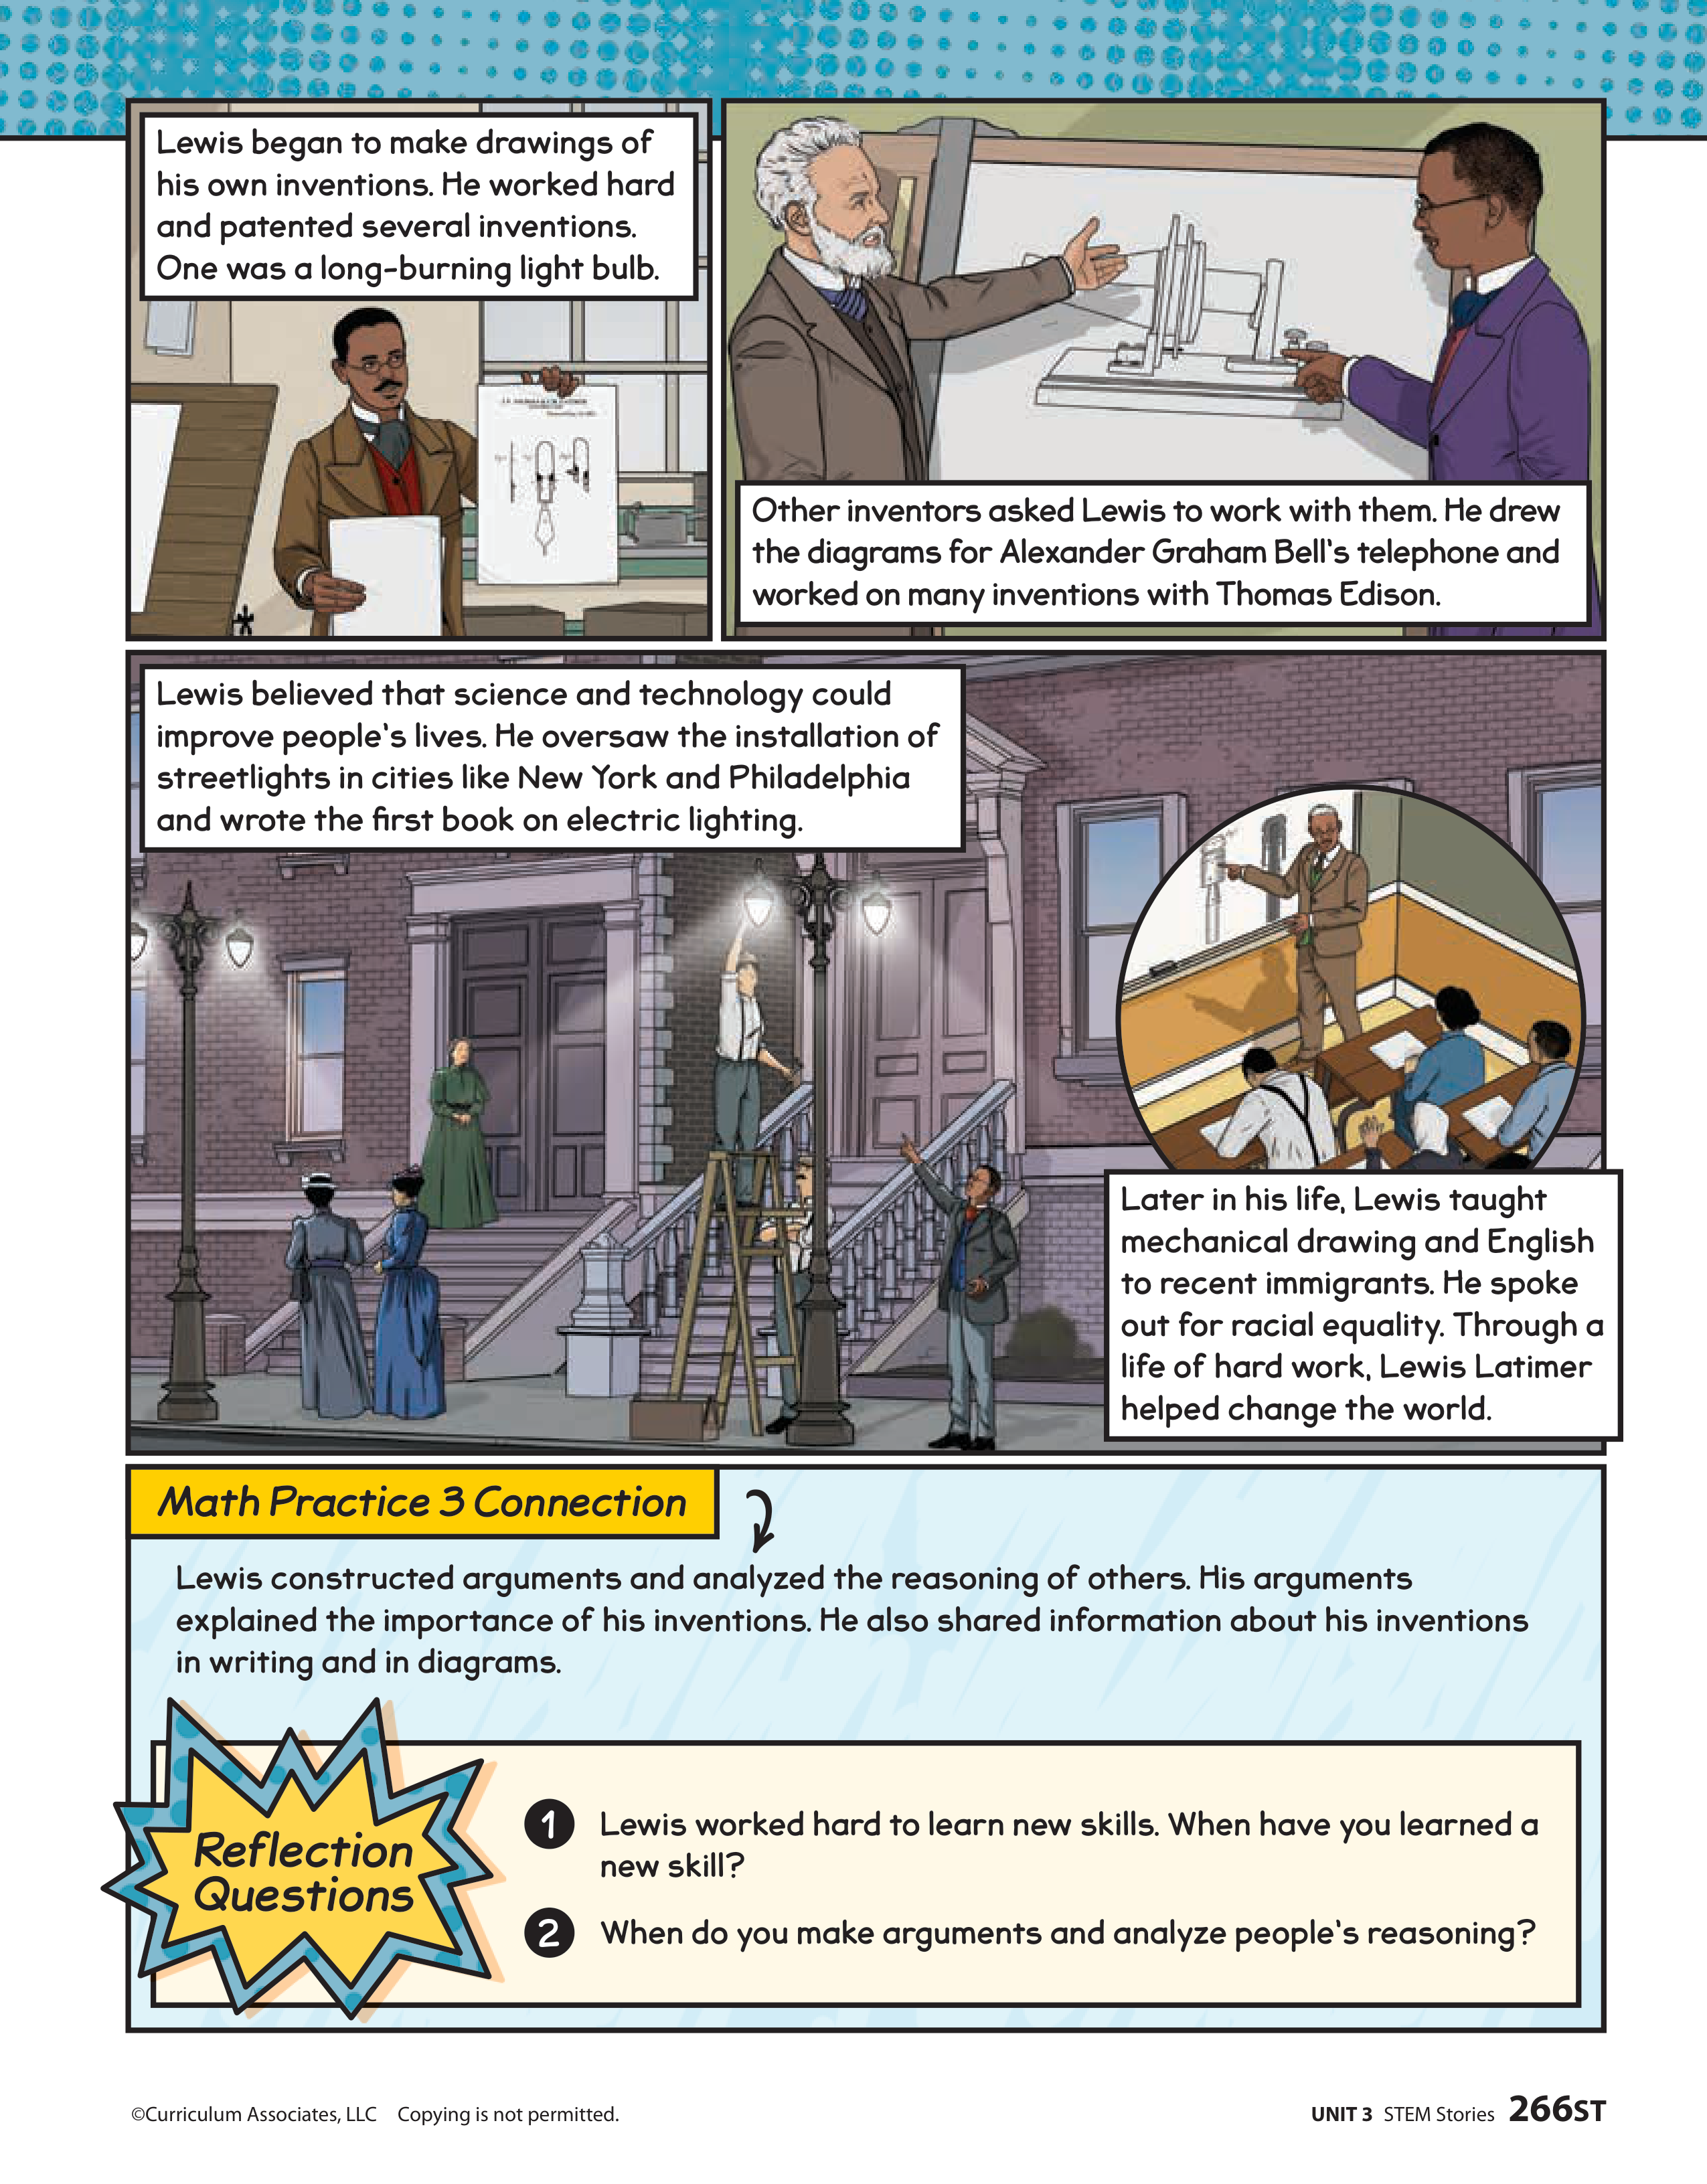 Lewis began to make drawings of
his own inventions. He worked hard
and patented several inventions.
One was a long-burning light bulb.
Other inventors asked Lewis to work with them. He drew
the diagrams for Alexander Graham Bell's telephone and
worked on many inventions with Thomas Edison.
Lewis believed that science and technology could
improve people's lives. He oversaw the installation of
streetlights in cities like New York and Philadelphia
and wrote the first book on electric lighting.
Later in his life, Lewis taught
mechanical drawing and English
to recent immigrants. He spoke
out for racial equality. Through a
life of hard work, Lewis Latimer
helped change the world.
Math Practice 3 Connection
Lewis constructed arguments and analyzed the reasoning of others. His arguments
explained the importance of his inventions. He also shared information about his inventions
in writing and in diagrams.
Reflection
Questions
1 Lewis worked hard to learn new skills. When have you learned a
new skill?
2 When do you make arguments and analyze people's reasoning?
©Curriculum Associates, LLC Copying is not permitted.
UNIT 3 STEM Stories 266ST